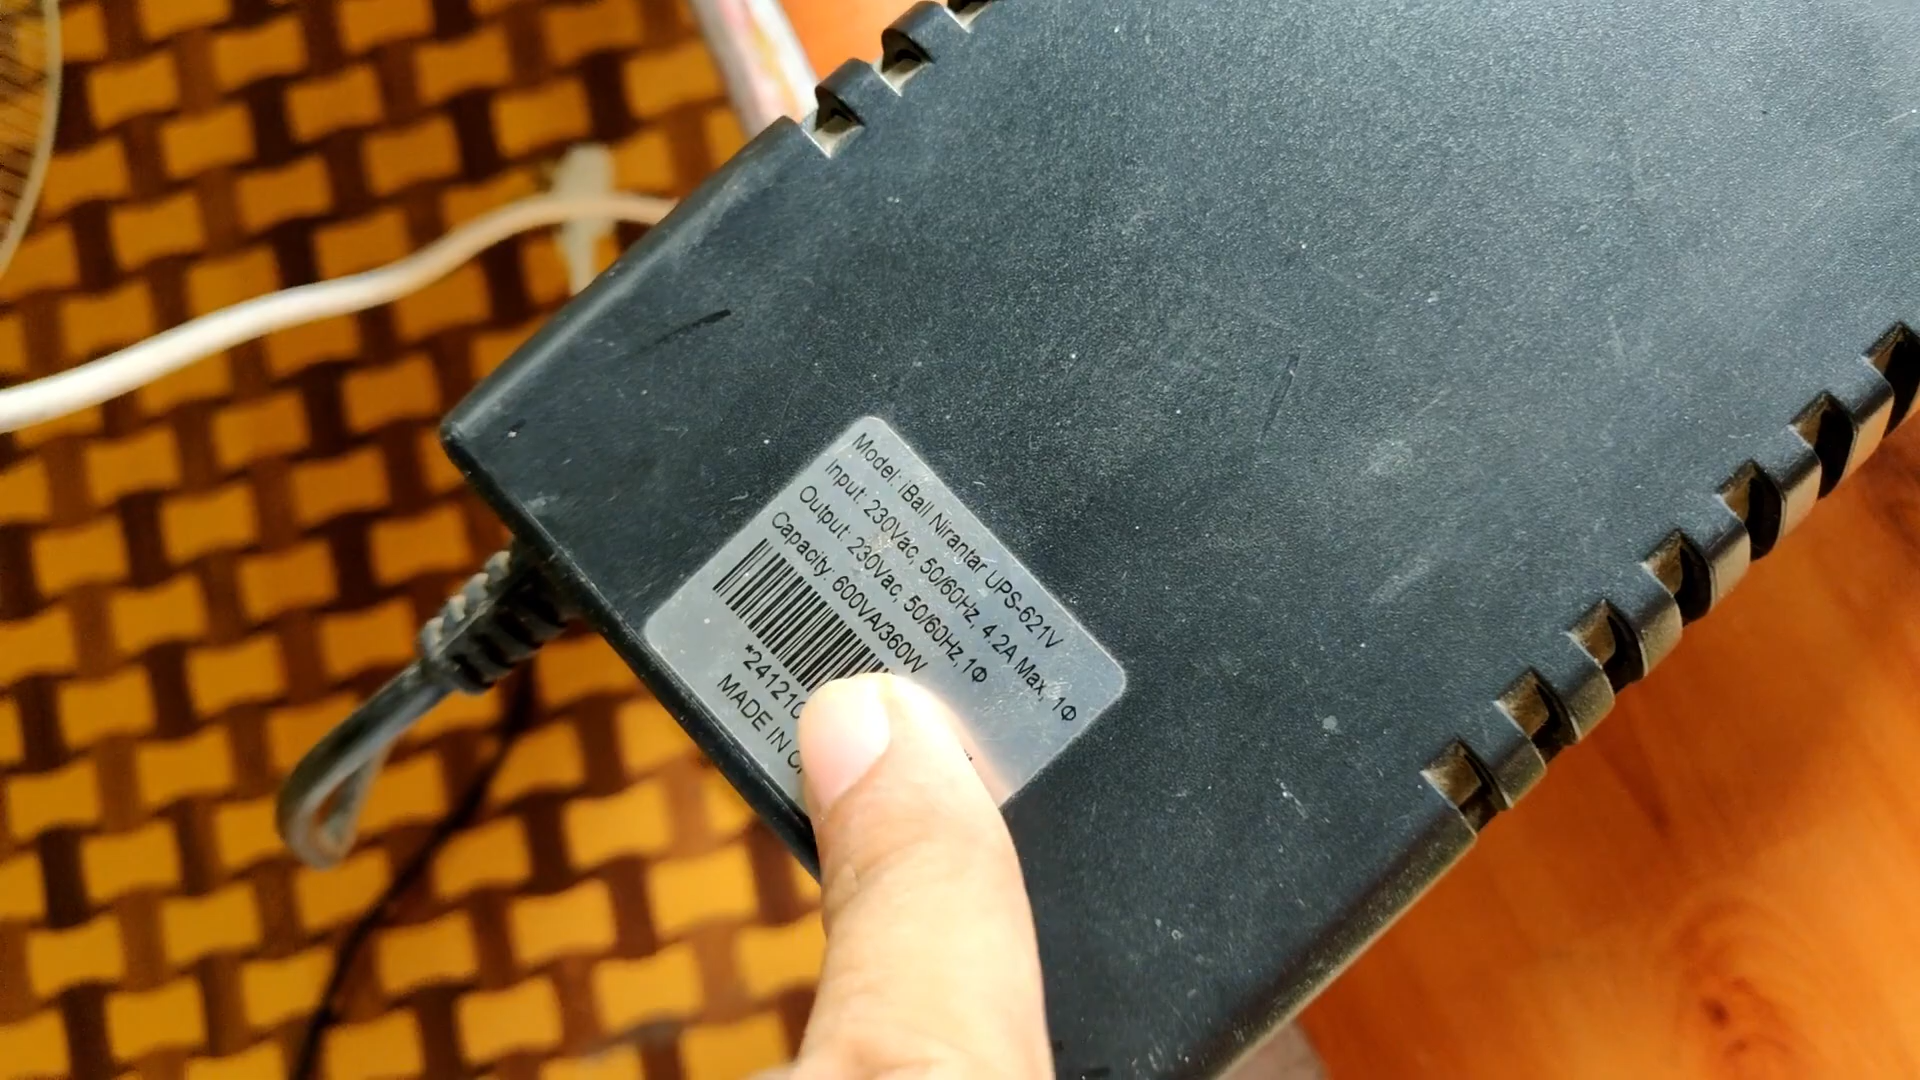 Model: iBall Nirantar UPS-621V
Input: 230Vac, 50/60Hz, 4.2A Max, 1Φ
Output: 230Vac, 50/60Hz, 1Φ
Capacity: 600VA/360W
*24121
MADE IN